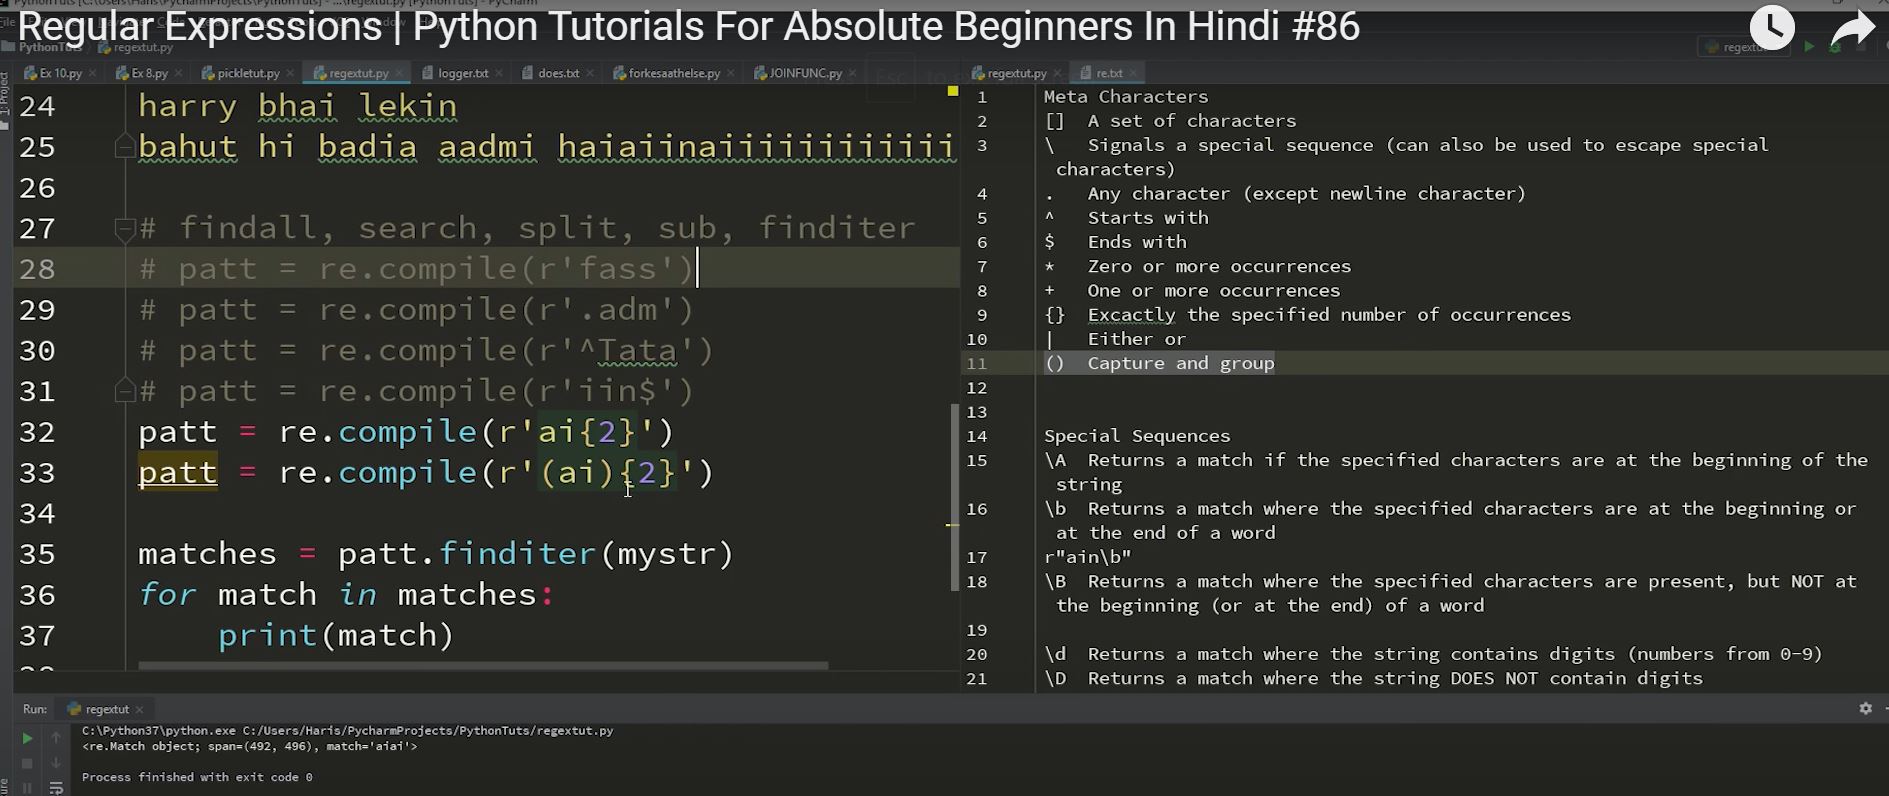 PythonTuts [C:\Users\Haris\PycharmProjects\PythonTuts] - ...\regextut.py [PythonTuts] - PyCharm
File
Regular Expressions | Python Tutorials For Absolute Beginners In Hindi #86
PythonTuts regextut.py
Ex 10.py Ex 8.py pickletut.py regextut.py logger.txt does.txt forkesaathelse.py JOINFUNC.py regextut.py re.txt
Esc
1: Project
24 harry bhai lekin
25 bahut hi badia aadmi haiaiinaiiiiiiiiiiii
26
27 # findall, search, split, sub, finditer
28 # patt = re.compile(r'fass')
29 # patt = re.compile(r'.adm')
30 # patt = re.compile(r'^Tata')
31 # patt = re.compile(r'iin$')
32 patt = re.compile(r'ai{2}')
33 patt = re.compile(r'(ai){2}')
34
35 matches = patt.finditer(mystr)
36 for match in matches:
37 print(match)
1 Meta Characters
2 [] A set of characters
3 \ Signals a special sequence (can also be used to escape special
characters)
4 . Any character (except newline character)
5 ^ Starts with
6 $ Ends with
7 * Zero or more occurrences
8 + One or more occurrences
9 {} Excactly the specified number of occurrences
10 | Either or
11 () Capture and group
12
13
14 Special Sequences
15 \A Returns a match if the specified characters are at the beginning of the
string
16 \b Returns a match where the specified characters are at the beginning or
at the end of a word
17 r"ain\b"
18 \B Returns a match where the specified characters are present, but NOT at
the beginning (or at the end) of a word
19
20 \d Returns a match where the string contains digits (numbers from 0-9)
21 \D Returns a match where the string DOES NOT contain digits
Run: regextut
C:\Python37\python.exe C:/Users/Haris/PycharmProjects/PythonTuts/regextut.py
<re.Match object; span=(492, 496), match='aiai'>
Process finished with exit code 0